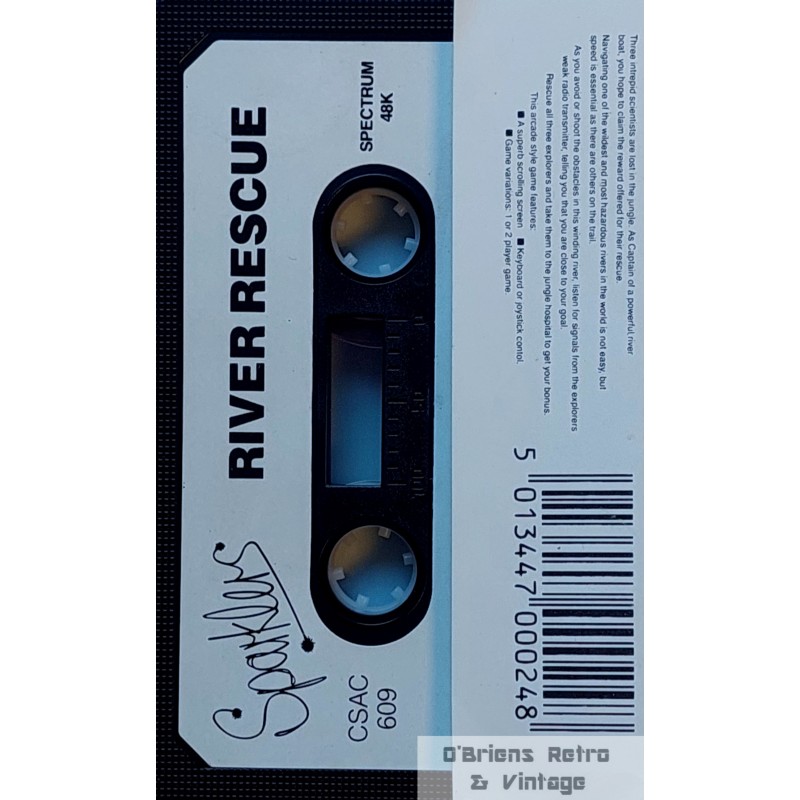 RIVER RESCUE
SPECTRUM
48K
Sparklers
CSAC
609
0
50
100
Three intrepid scientists are lost in the jungle. As Captain of a powerful river
boat, you hope to claim the reward offered for their rescue.
Navigating one of the wildest and most hazardous rivers in the world is not easy, but
speed is essential as there are others on the trail.
As you avoid or shoot the obstacles in this winding river, listen for signals from the explorers
weak radio transmitter, telling you that you are close to your goal.
Rescue all three explorers and take them to the jungle hospital to get your bonus.
This arcade style game features:
■ A superb scrolling screen ■ Keyboard or joystick contol.
■ Game variations: 1 or 2 player game.
5 013447 000248
O'Briens Retro
& Vintage